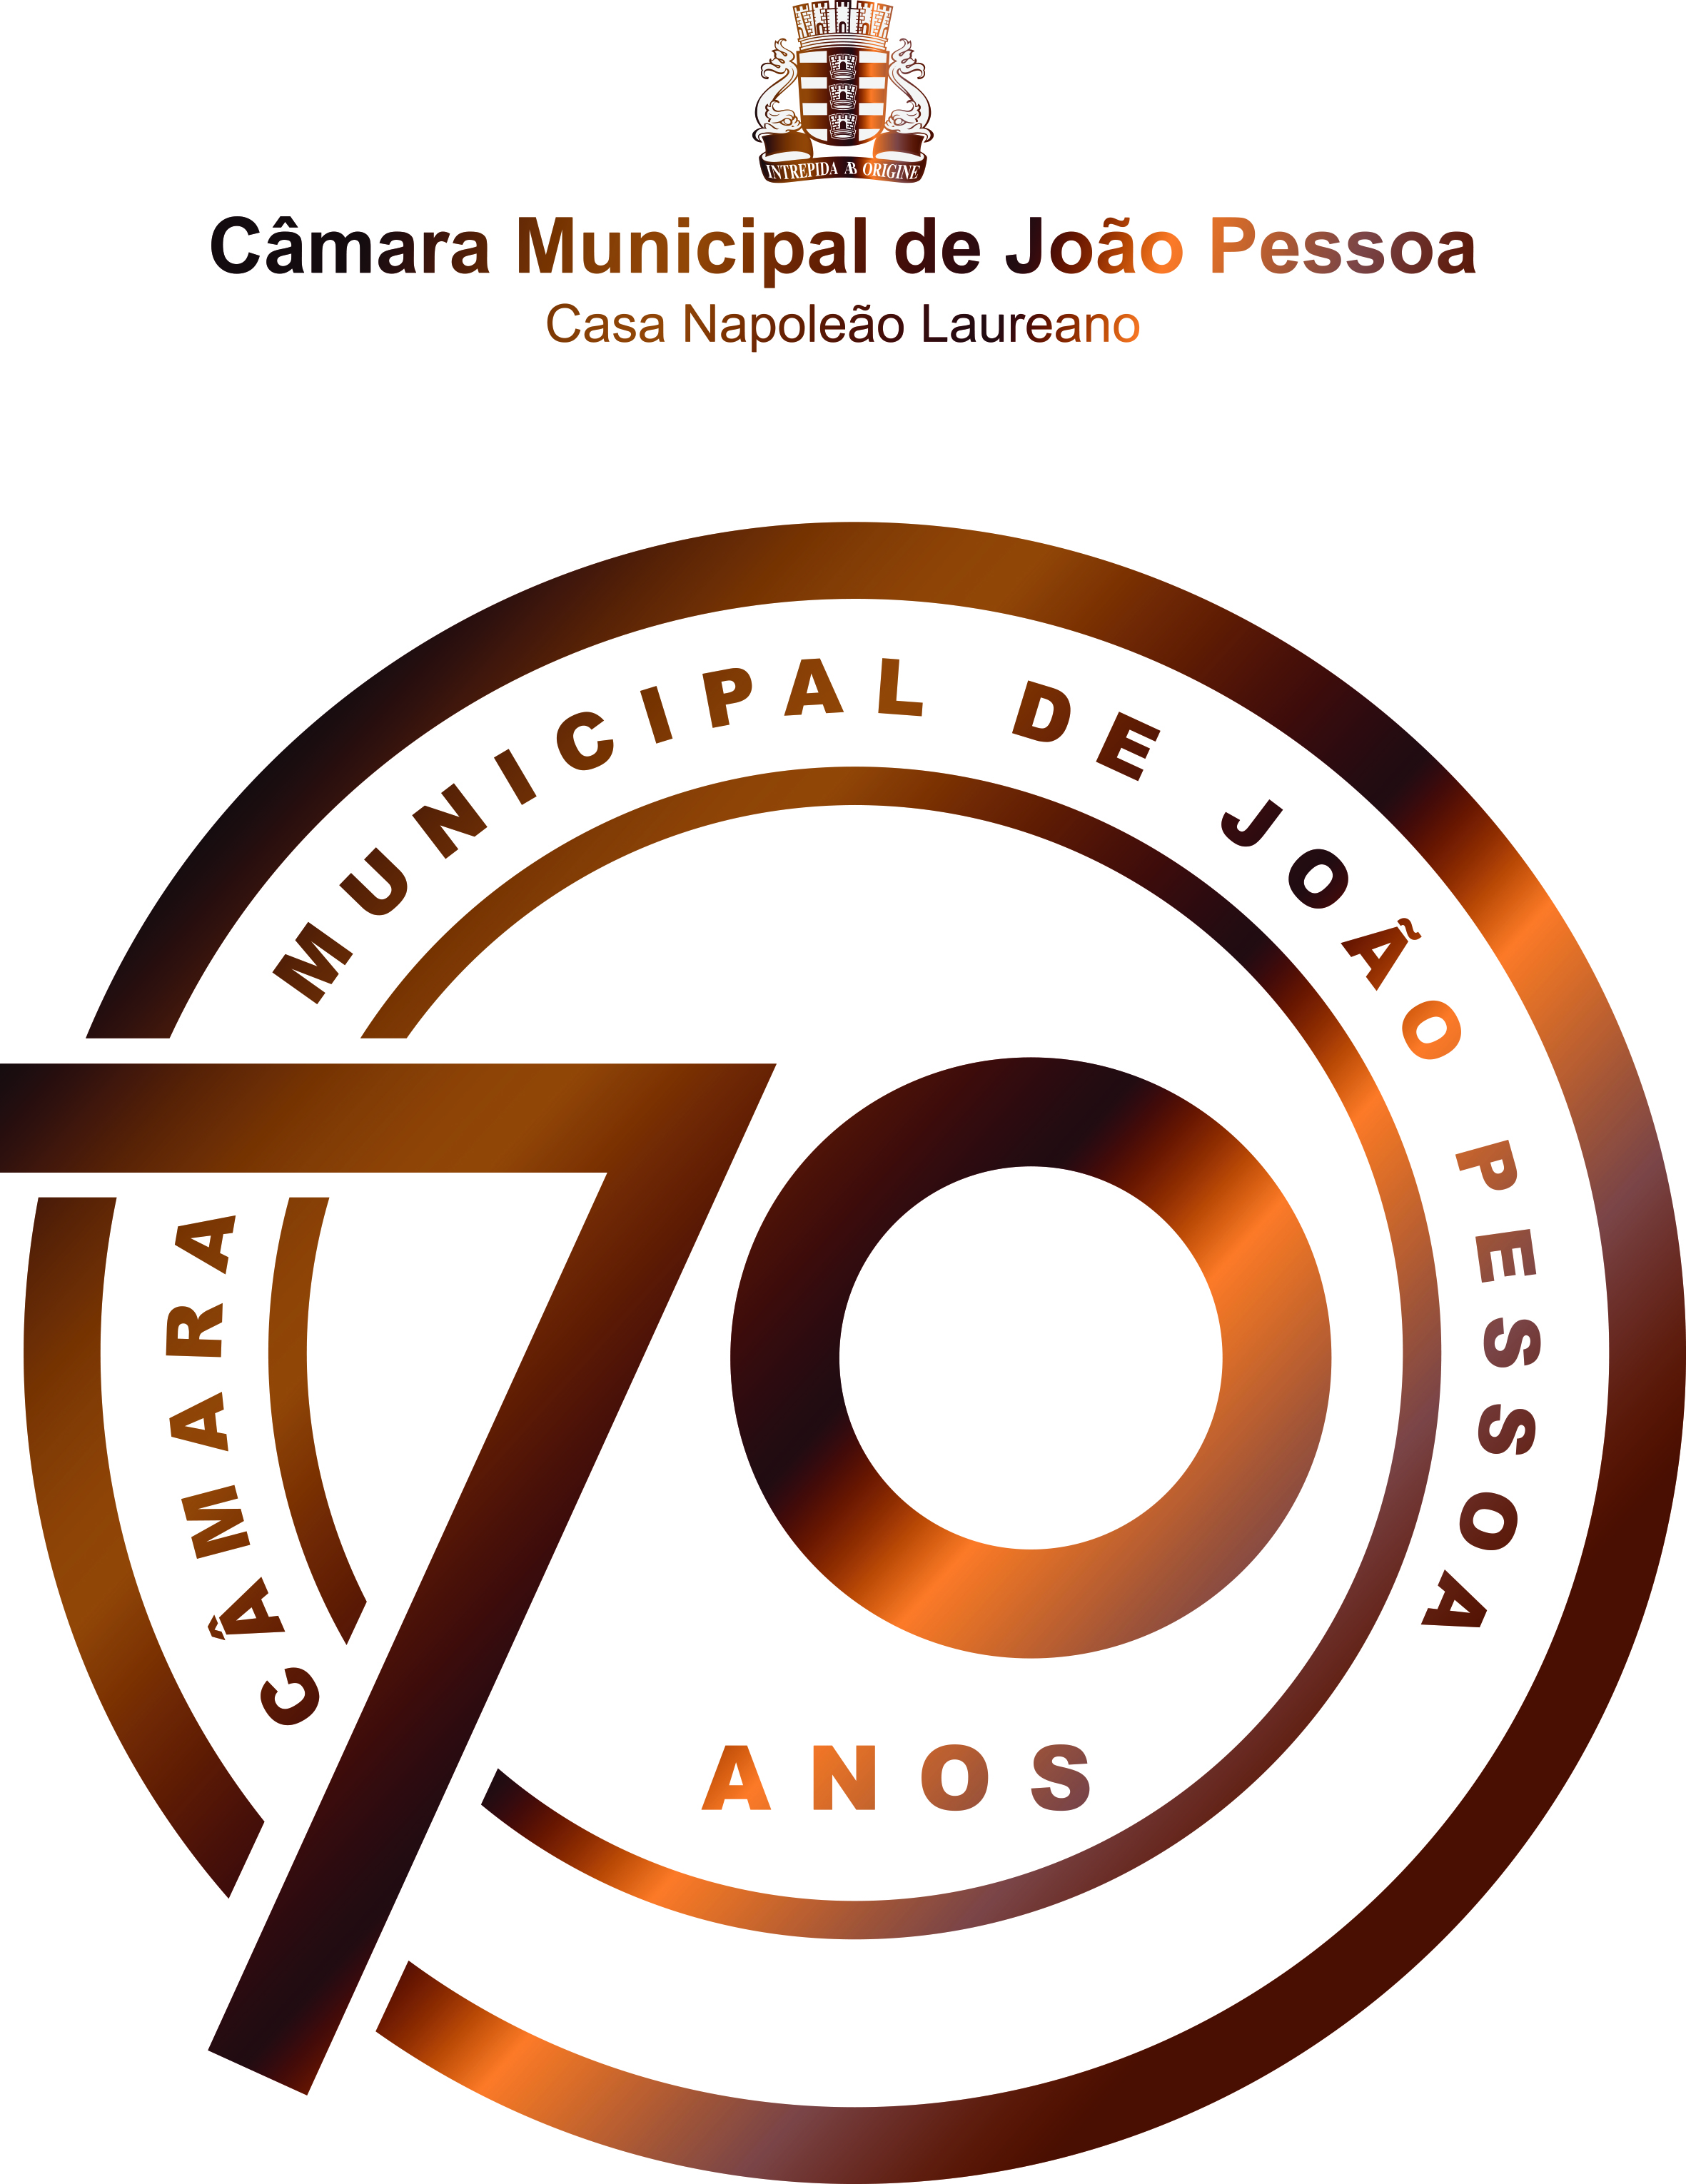 INTREPIDA AB ORIGINE
Câmara Municipal de João Pessoa
Casa Napoleão Laureano
CÂMARA MUNICIPAL DE JOÃO PESSOA
70
ANOS